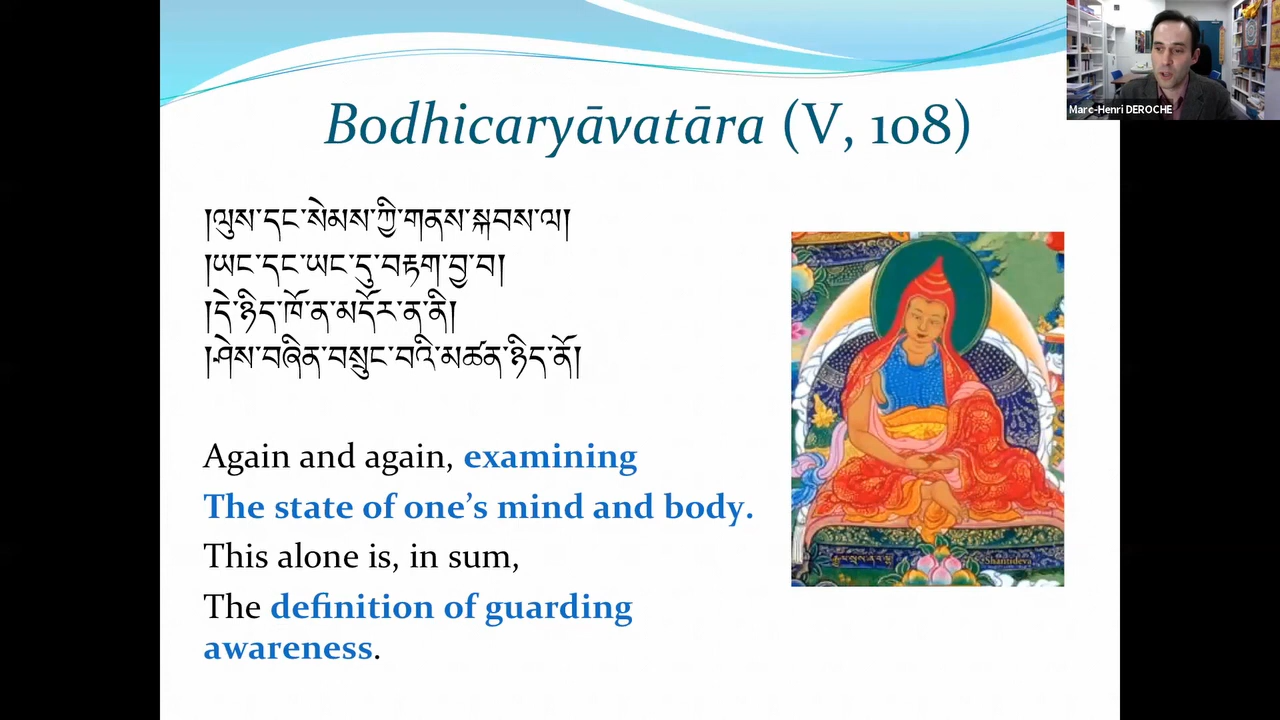 Bodhicaryāvatāra (V, 108)
Marc-Henri DEROCHE
།ལུས་དང་སེམས་ཀྱི་གནས་སྐབས་ལ།
།ཡང་དང་ཡང་དུ་བརྟག་བྱ་བ།
།དེ་ཉིད་ཁོ་ན་མདོར་ན་ནི།
།ཤེས་བཞིན་བསྲུང་བའི་མཚན་ཉིད་ནོ།
Again and again, examining
The state of one’s mind and body.
This alone is, in sum,
The definition of guarding
awareness.
Shantideva